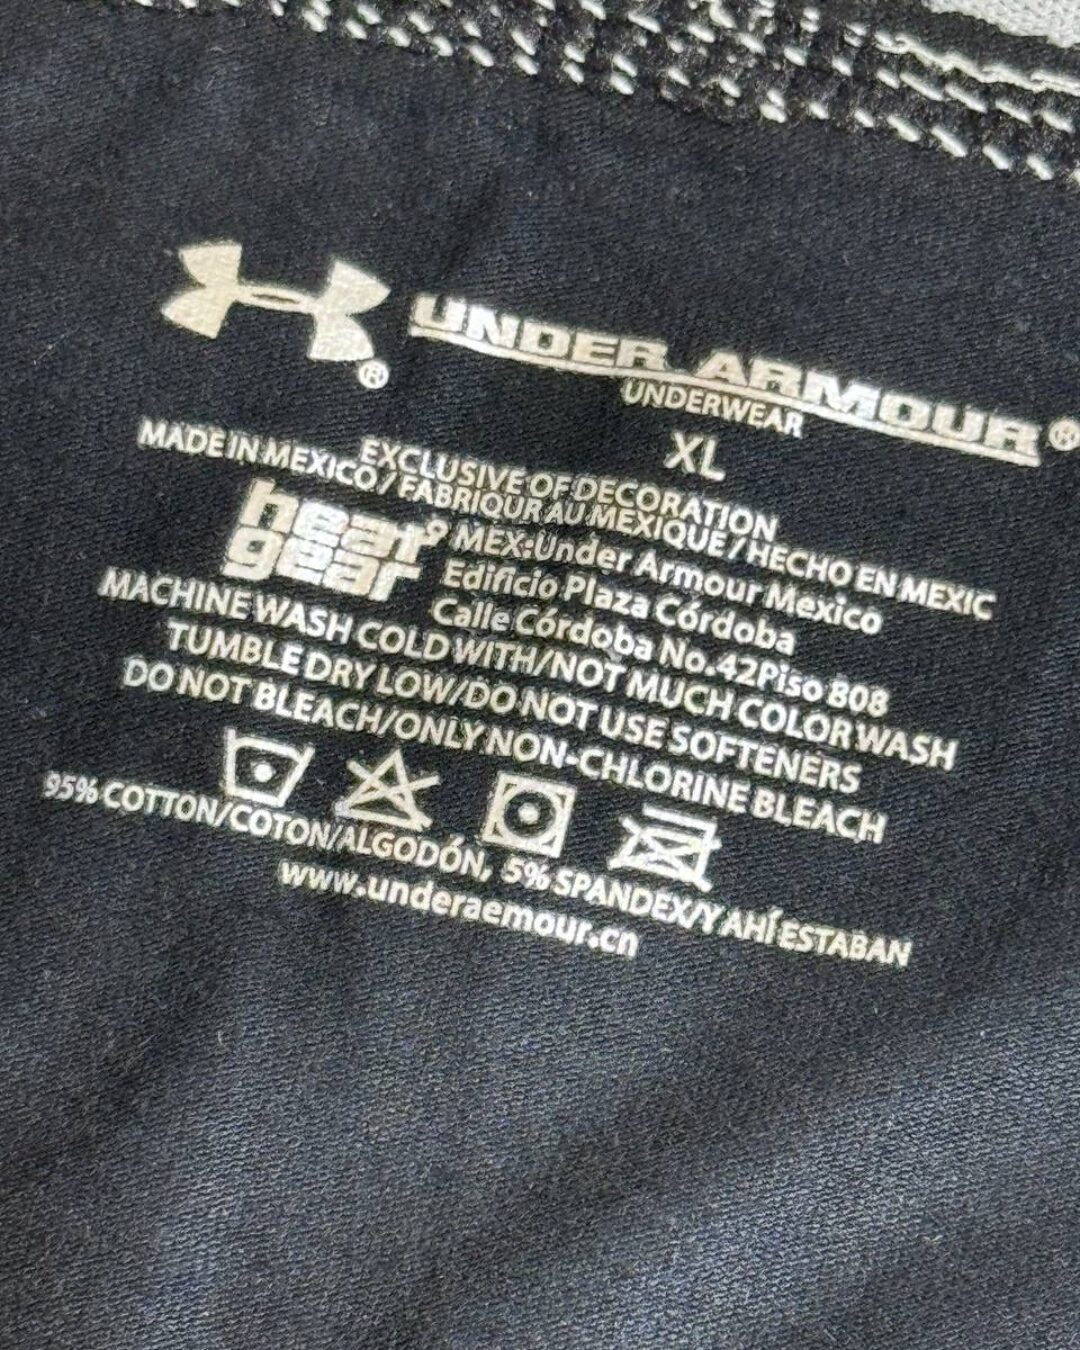 UNDER ARMOUR®
UNDERWEAR
XL
EXCLUSIVE OF DECORATION
MADE IN MEXICO / FABRIQUR AU MEXIQUE / HECHO EN MEXIC
heat gear® MEX:Under Armour Mexico
Edificio Plaza Córdoba
Calle Córdoba No.42Piso 808
MACHINE WASH COLD WITH/NOT MUCH COLOR WASH
TUMBLE DRY LOW/DO NOT USE SOFTENERS
DO NOT BLEACH/ONLY NON-CHLORINE BLEACH
95% COTTON/COTON/ALGODÓN, 5% SPANDEX/Y AHÍ ESTABAN
www.underaemour.cn